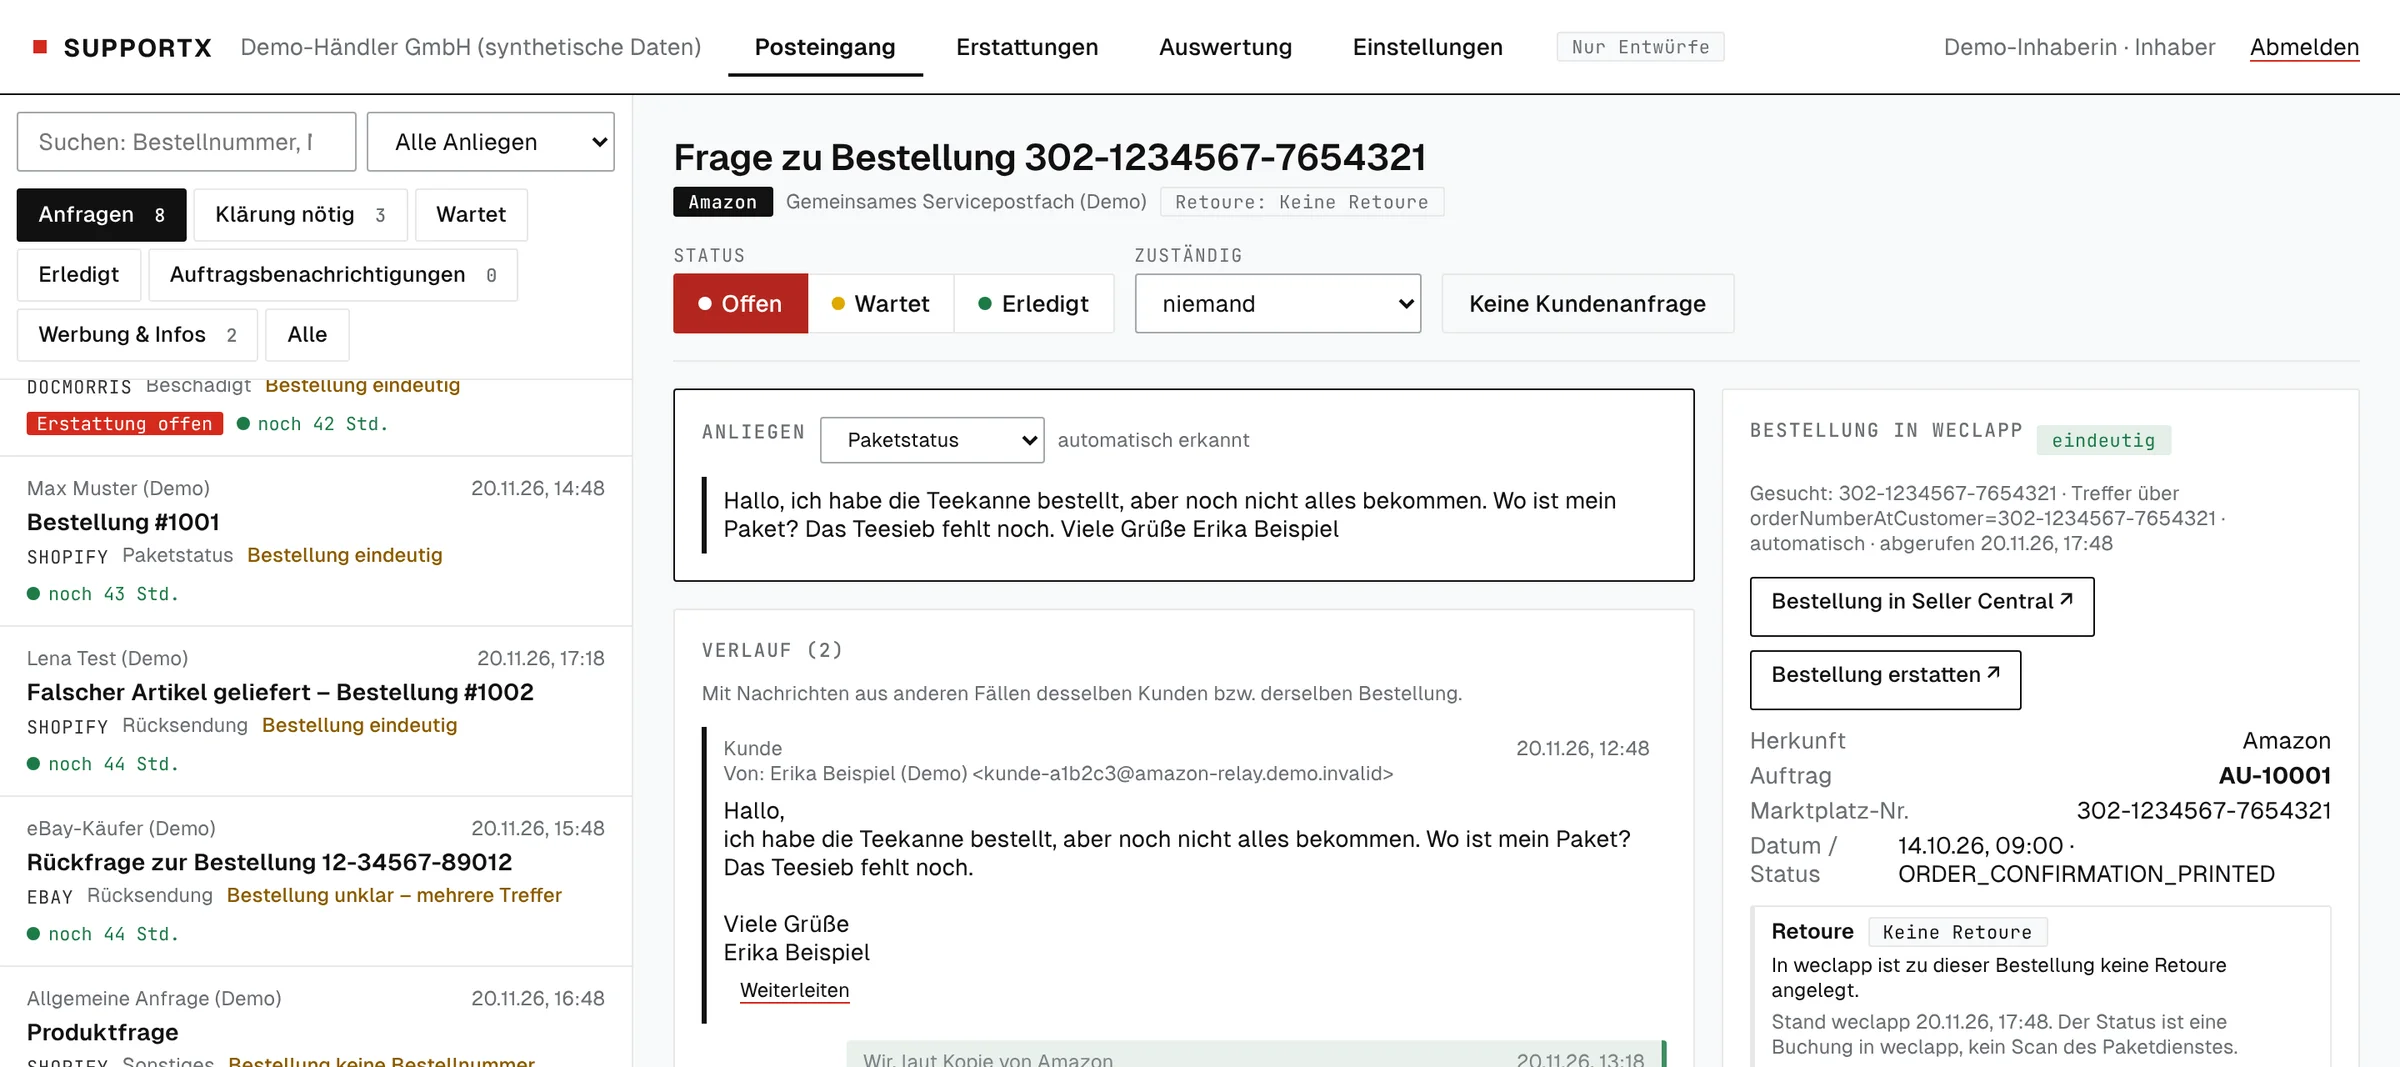 SUPPORTX Demo-Händler GmbH (synthetische Daten) Posteingang Erstattungen Auswertung Einstellungen Nur Entwürfe Demo-Inhaberin · Inhaber Abmelden
Suchen: Bestellnummer, Alle Anliegen
Anfragen 8 Klärung nötig 3 Wartet
Erledigt Auftragsbenachrichtigungen 0
Werbung & Infos 2 Alle
DOCMORRIS Beschädigt Bestellung eindeutig
Erstattung offen noch 42 Std.
Max Muster (Demo) 20.11.26, 14:48
Bestellung #1001
SHOPIFY Paketstatus Bestellung eindeutig
noch 43 Std.
Lena Test (Demo) 20.11.26, 17:18
Falscher Artikel geliefert – Bestellung #1002
SHOPIFY Rücksendung Bestellung eindeutig
noch 44 Std.
eBay-Käufer (Demo) 20.11.26, 15:48
Rückfrage zur Bestellung 12-34567-89012
EBAY Rücksendung Bestellung unklar – mehrere Treffer
noch 44 Std.
Allgemeine Anfrage (Demo) 20.11.26, 16:48
Produktfrage
SHOPIFY Sonstiges Bestellung keine Bestellnummer
Frage zu Bestellung 302-1234567-7654321
Amazon Gemeinsames Servicepostfach (Demo) Retoure: Keine Retoure
STATUS ZUSTÄNDIG
Offen Wartet Erledigt niemand Keine Kundenanfrage
ANLIEGEN Paketstatus automatisch erkannt
Hallo, ich habe die Teekanne bestellt, aber noch nicht alles bekommen. Wo ist mein
Paket? Das Teesieb fehlt noch. Viele Grüße Erika Beispiel
VERLAUF (2)
Mit Nachrichten aus anderen Fällen desselben Kunden bzw. derselben Bestellung.
Kunde 20.11.26, 12:48
Von: Erika Beispiel (Demo) <kunde-a1b2c3@amazon-relay.demo.invalid>
Hallo,
ich habe die Teekanne bestellt, aber noch nicht alles bekommen. Wo ist mein Paket?
Das Teesieb fehlt noch.
Viele Grüße
Erika Beispiel
Weiterleiten
Wir, laut Kopie von Amazon 20.11.26, 13:18
BESTELLUNG IN WECLAPP eindeutig
Gesucht: 302-1234567-7654321 · Treffer über
orderNumberAtCustomer=302-1234567-7654321 ·
automatisch · abgerufen 20.11.26, 17:48
Bestellung in Seller Central ↗
Bestellung erstatten ↗
Herkunft Amazon
Auftrag AU-10001
Marktplatz-Nr. 302-1234567-7654321
Datum / 14.10.26, 09:00 ·
Status ORDER_CONFIRMATION_PRINTED
Retoure Keine Retoure
In weclapp ist zu dieser Bestellung keine Retoure
angelegt.
Stand weclapp 20.11.26, 17:48. Der Status ist eine
Buchung in weclapp, kein Scan des Paketdienstes.